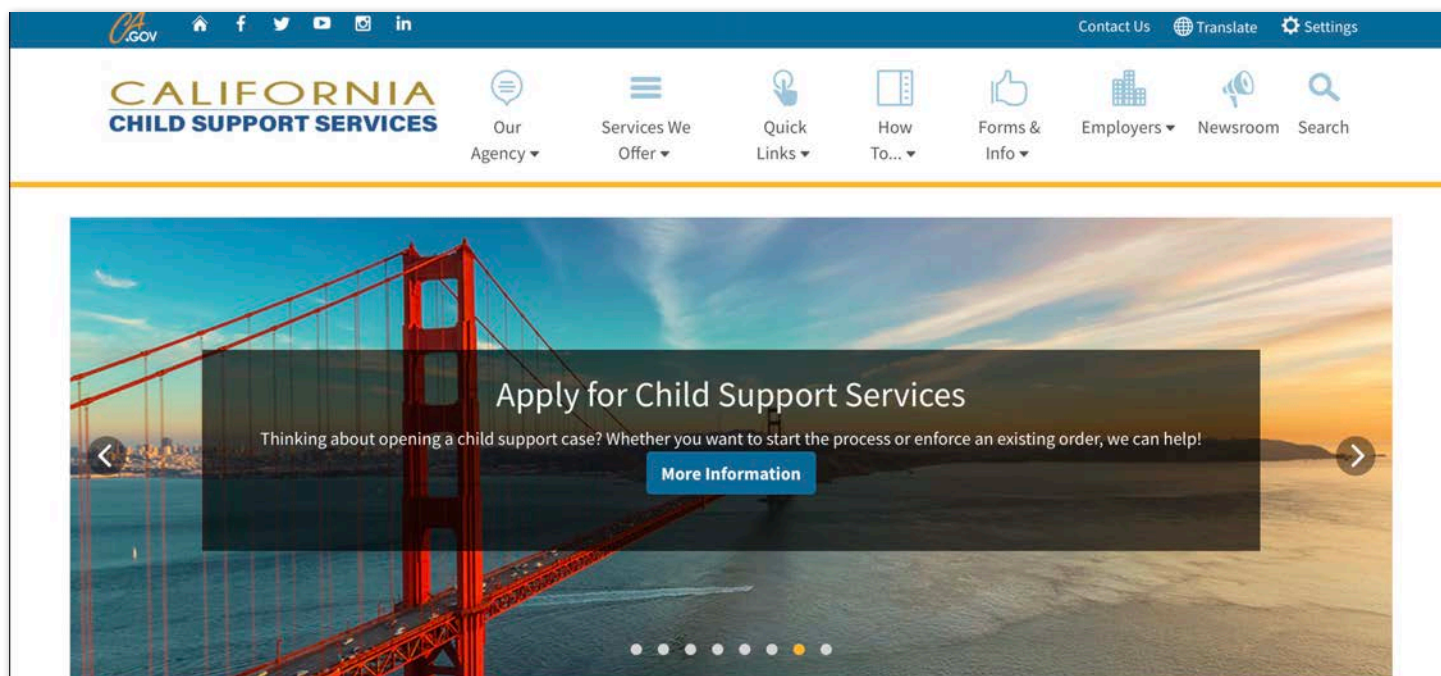 CA.GOV
Contact Us
Translate
Settings
CALIFORNIA
CHILD SUPPORT SERVICES
Our
Agency
Services We
Offer
Quick
Links
How
To...
Forms &
Info
Employers
Newsroom
Search
Apply for Child Support Services
Thinking about opening a child support case? Whether you want to start the process or enforce an existing order, we can help!
More Information